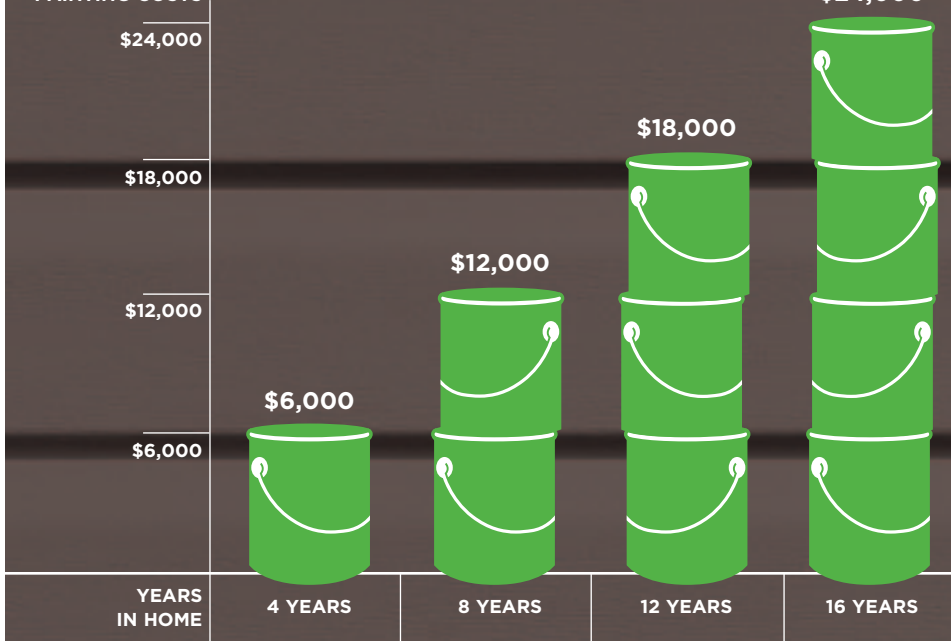 $24,000
$18,000
$18,000
$12,000
$12,000
$6,000
$6,000
YEARS
IN HOME
4 YEARS
8 YEARS
12 YEARS
16 YEARS